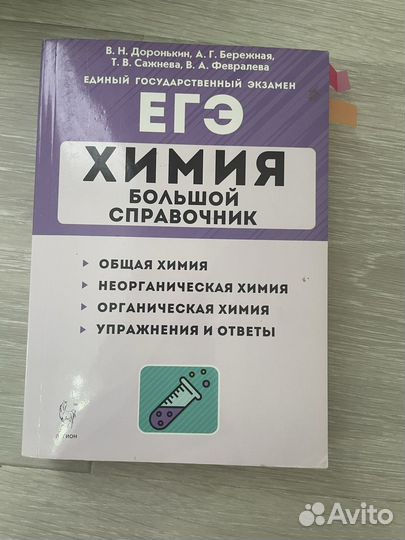 В. Н. Доронькин, А. Г. Бережная,
Т. В. Сажнева, В. А. Февралева
ЕДИНЫЙ ГОСУДАРСТВЕННЫЙ ЭКЗАМЕН
ЕГЭ
ХИМИЯ
БОЛЬШОЙ
СПРАВОЧНИК
ОБЩАЯ ХИМИЯ
НЕОРГАНИЧЕСКАЯ ХИМИЯ
ОРГАНИЧЕСКАЯ ХИМИЯ
УПРАЖНЕНИЯ И ОТВЕТЫ
ЛЕГИОН
Avito